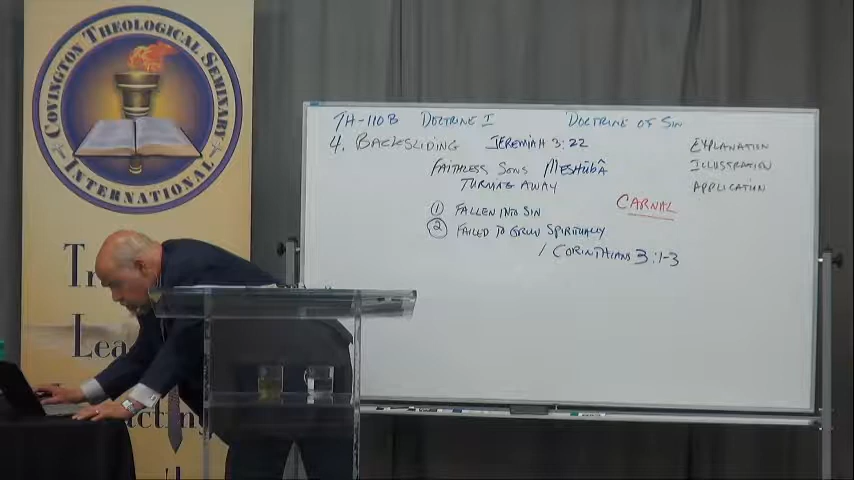 COVINGTON THEOLOGICAL SEMINARY
INTERNATIONAL
TH-110B DOCTRINE I DOCTRINE OF SIN
4. BACKSLIDING JEREMIAH 3:22
FAITHLESS SONS MESHÛBÂ
TURNING AWAY
① FALLEN INTO SIN
② FAILED TO GROW SPIRITUALLY
1 CORINTHIANS 3:1-3
CARNAL
EXPLANATION
ILLUSTRATION
APPLICATION